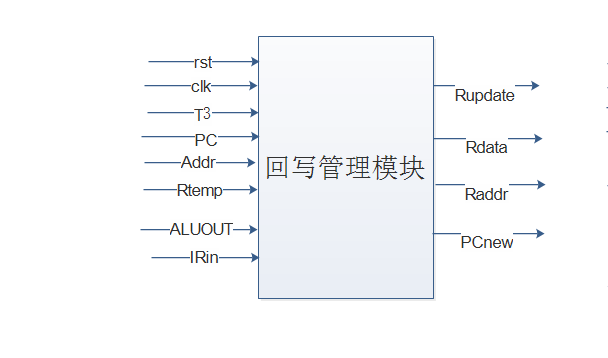 rst
clk
T3
PC
Addr
Rtemp
ALUOUT
IRin
回写管理模块
Rupdate
Rdata
Raddr
PCnew